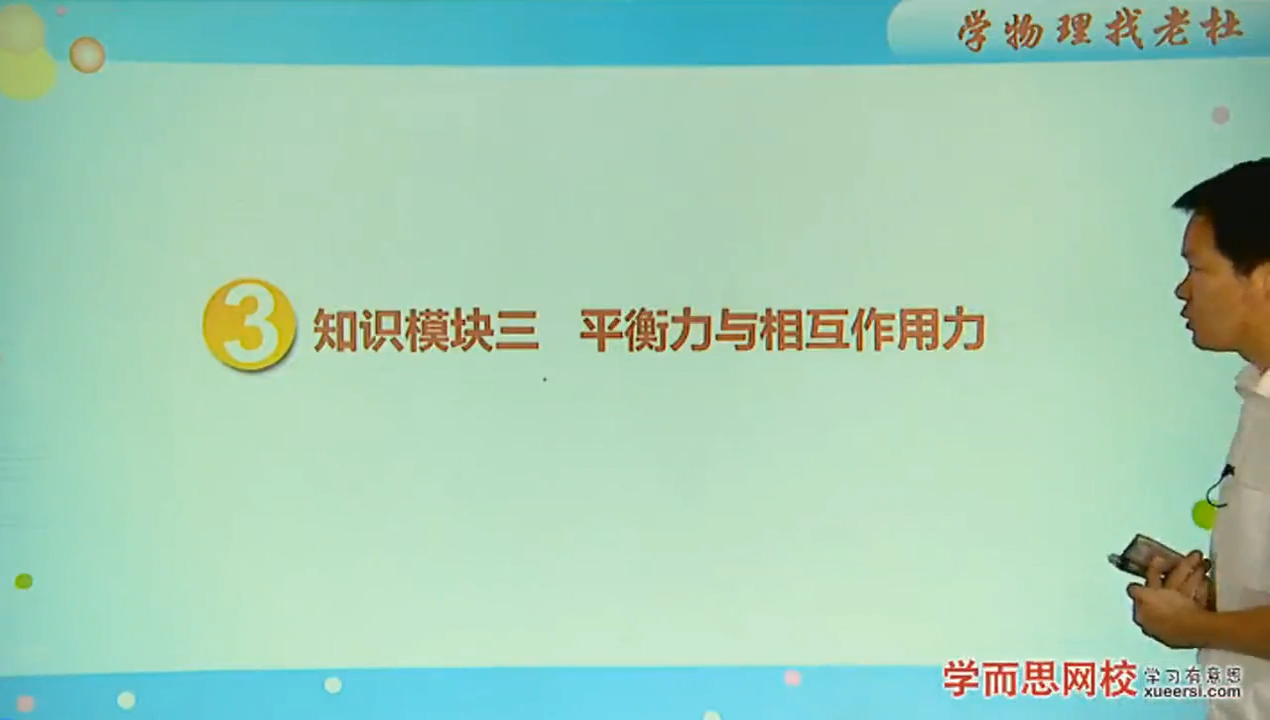 学物理找老杜
3 知识模块三 平衡力与相互作用力
学而思网校 学习有意思
xueersi.com